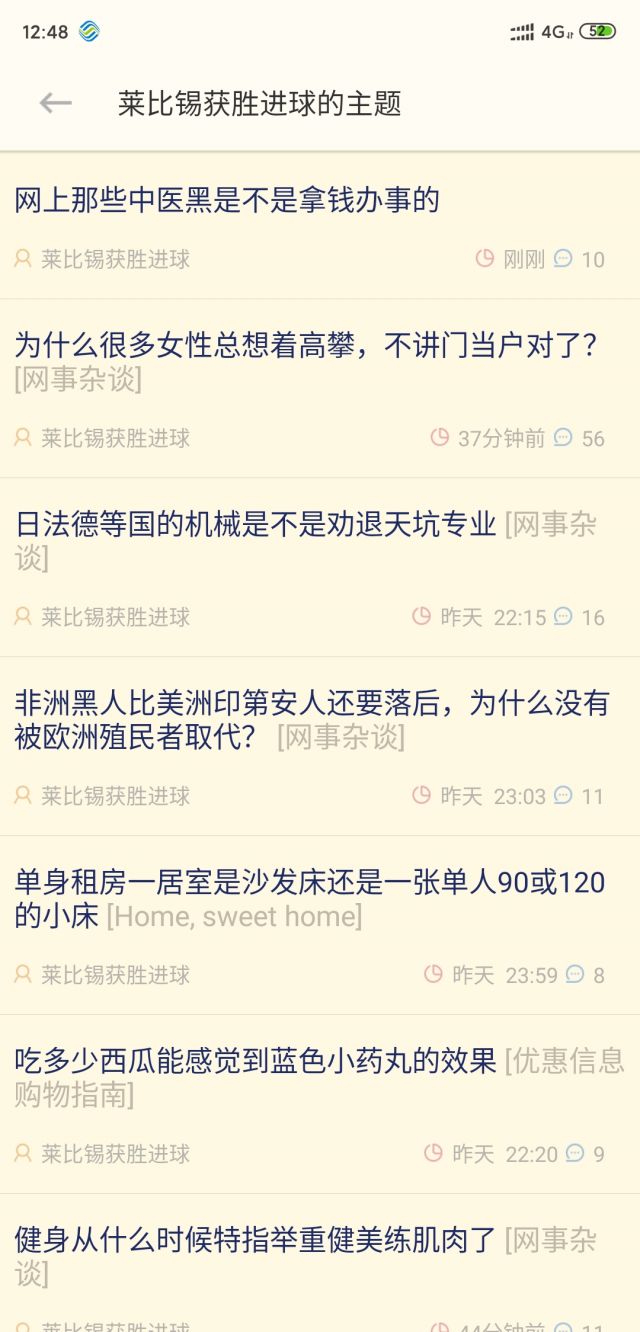 12:48 4G 52
莱比锡获胜进球的主题
网上那些中医黑是不是拿钱办事的
莱比锡获胜进球 刚刚 10
为什么很多女性总想着高攀，不讲门当户对了？
[网事杂谈]
莱比锡获胜进球 37分钟前 56
日法德等国的机械是不是劝退天坑专业 [网事杂
谈]
莱比锡获胜进球 昨天 22:15 16
非洲黑人比美洲印第安人还要落后，为什么没有
被欧洲殖民者取代？ [网事杂谈]
莱比锡获胜进球 昨天 23:03 11
单身租房一居室是沙发床还是一张单人90或120
的小床 [Home, sweet home]
莱比锡获胜进球 昨天 23:59 8
吃多少西瓜能感觉到蓝色小药丸的效果 [优惠信息
购物指南]
莱比锡获胜进球 昨天 22:20 9
健身从什么时候特指举重健美练肌肉了 [网事杂
谈]
莱比锡获胜进球 44分钟前 11